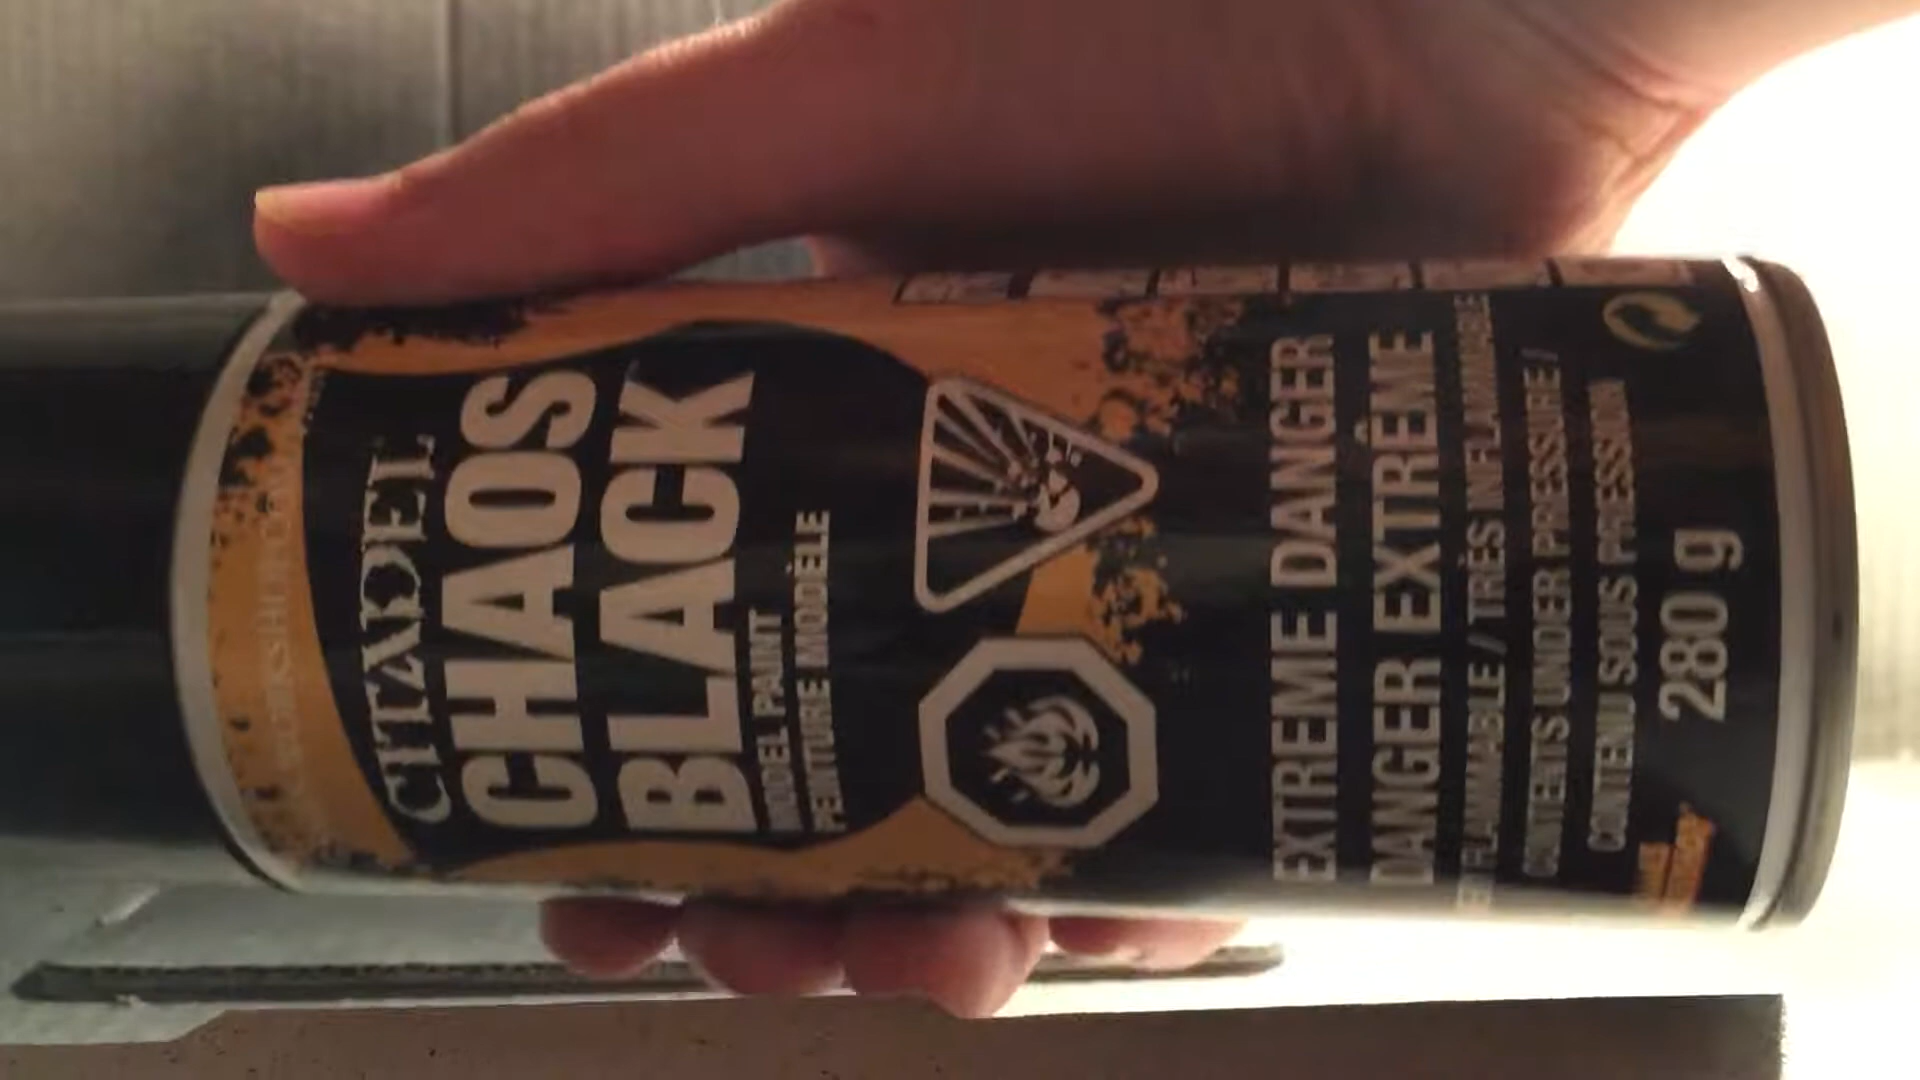 CITADEL
CHAOS
BLACK
MODEL PAINT
PEINTURE MODÈLE
EXTREME DANGER
DANGER EXTRÊME
FLAMMABLE / TRÈS INFLAMMABLE
CONTENTS UNDER PRESSURE /
CONTENU SOUS PRESSION
280 g